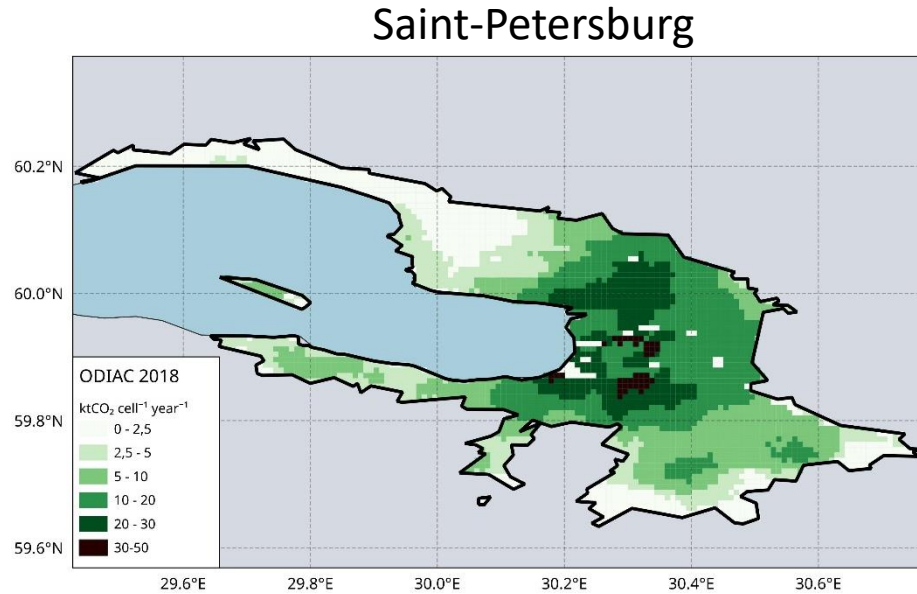 Saint-Petersburg
60.2°N
60.0°N
59.8°N
59.6°N
ODIAC 2018
ktCO₂ cell⁻¹ year⁻¹
0 - 2,5
2,5 - 5
5 - 10
10 - 20
20 - 30
30-50
29.6°E 29.8°E 30.0°E 30.2°E 30.4°E 30.6°E